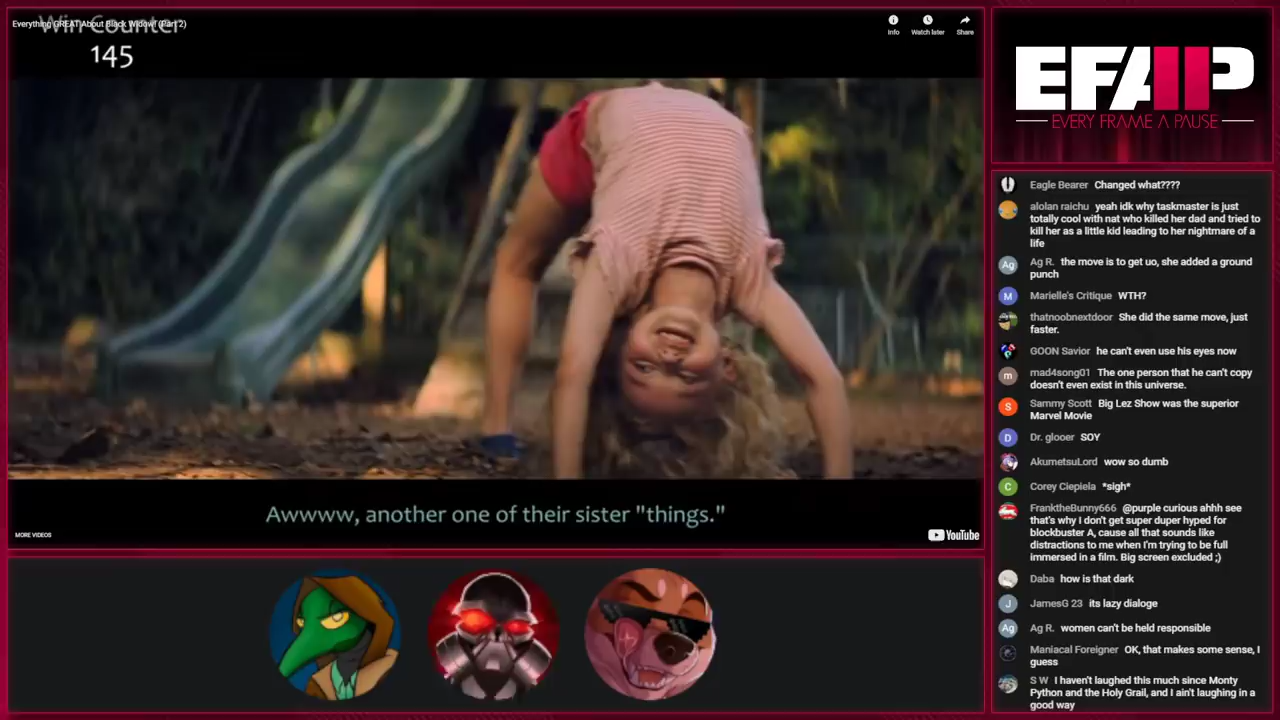 Everything GREAT About Black Widow! (Part 2)
Win Counter
145
Info
Watch later
Share
Awwww, another one of their sister "things."
MORE VIDEOS
YouTube
EFAP
EVERY FRAME A PAUSE
Eagle Bearer Changed what????
alolan raichu yeah idk why taskmaster is just
totally cool with nat who killed her dad and tried to
kill her as a little kid leading to her nightmare of a
life
Ag
Ag R. the move is to get uo, she added a ground
punch
M
Marielle's Critique WTH?
thatnoobnextdoor She did the same move, just
faster.
GOON Savior he can't even use his eyes now
m
mad4song01 The one person that he can't copy
doesn't even exist in this universe.
S
Sammy Scott Big Lez Show was the superior
Marvel Movie
D
Dr. glooer SOY
AkumetsuLord wow so dumb
C
Corey Ciepiela *sigh*
FranktheBunny666 @purple curious ahhh see
that's why i don't get super duper hyped for
blockbuster A, cause all that sounds like
distractions to me when I'm trying to be full
immersed in a film. Big screen excluded ;)
Daba how is that dark
J
JamesG 23 its lazy dialoge
Ag
Ag R. women can't be held responsible
Maniacal Foreigner OK, that makes some sense, I
guess
S W I haven't laughed this much since Monty
Python and the Holy Grail, and I ain't laughing in a
good way